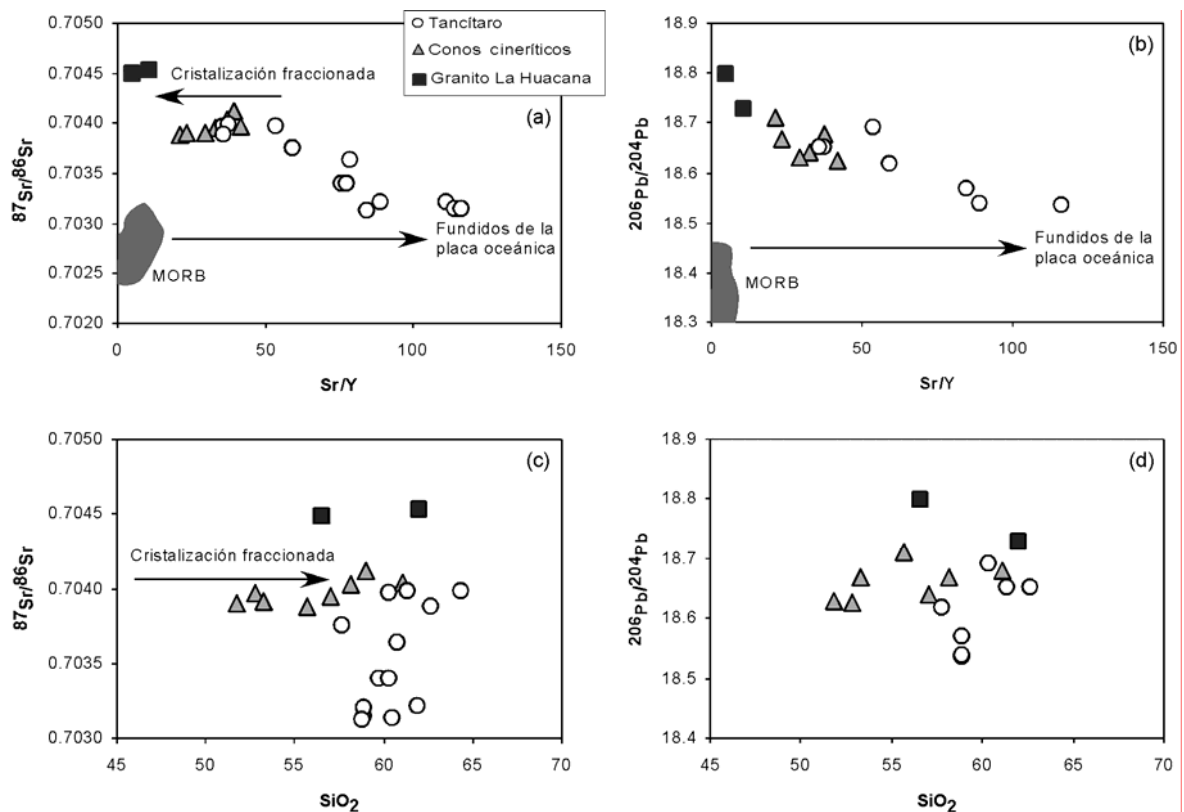 Tancítaro
Conos cineríticos
Granito La Huacana
0.7050
0.7045
0.7040
0.7035
0.7030
0.7025
0.7020
87Sr/86Sr
Cristalización fraccionada
(a)
Fundidos de la
placa oceánica
MORB
0
50
100
150
Sr/Y
18.9
18.8
18.7
18.6
18.5
18.4
18.3
206Pb/204Pb
(b)
Fundidos de la
placa oceánica
MORB
0
50
100
150
Sr/Y
0.7050
0.7045
0.7040
0.7035
0.7030
87Sr/86Sr
(c)
Cristalización fraccionada
45
50
55
60
65
70
SiO2
18.9
18.8
18.7
18.6
18.5
18.4
206Pb/204Pb
(d)
45
50
55
60
65
70
SiO2